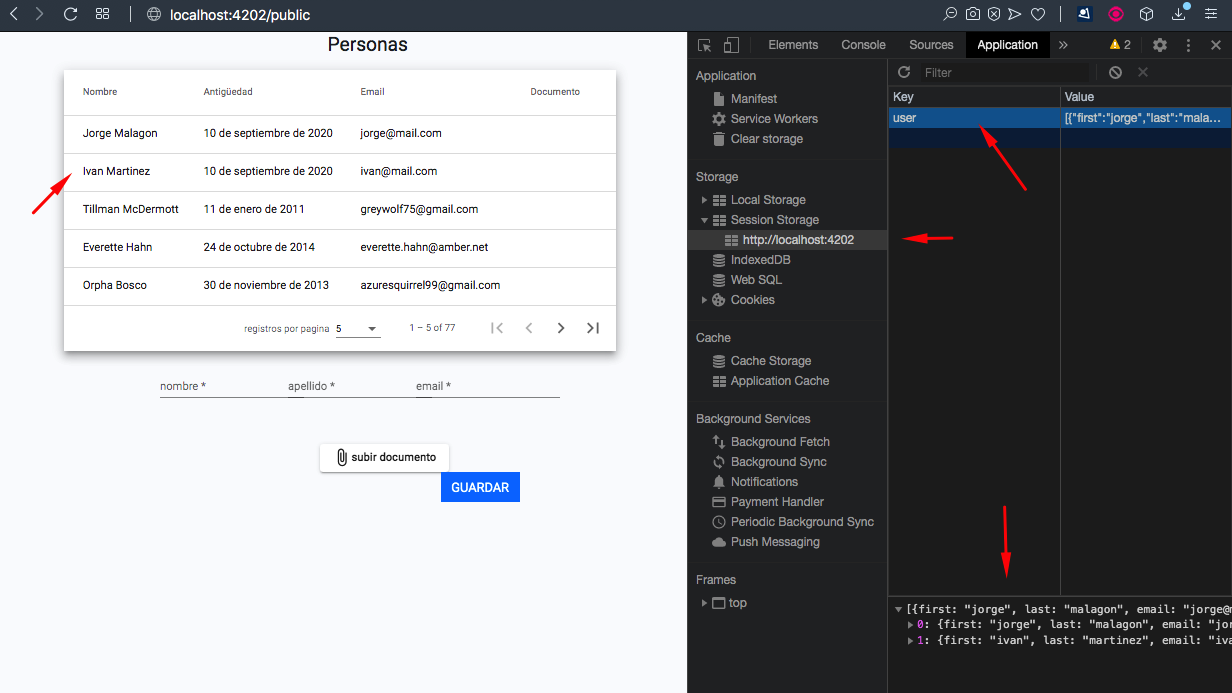 localhost:4202/public
Personas
Nombre Antigüedad Email Documento
Jorge Malagon 10 de septiembre de 2020 jorge@mail.com
Ivan Martinez 10 de septiembre de 2020 ivan@mail.com
Tillman McDermott 11 de enero de 2011 greywolf75@gmail.com
Everette Hahn 24 de octubre de 2014 everette.hahn@amber.net
Orpha Bosco 30 de noviembre de 2013 azuresquirrel99@gmail.com
registros por pagina 5 1 – 5 of 77
nombre * apellido * email *
subir documento
GUARDAR
Elements Console Sources Application » 2
Application
Manifest
Service Workers
Clear storage
Storage
Local Storage
Session Storage
http://localhost:4202
IndexedDB
Web SQL
Cookies
Cache
Cache Storage
Application Cache
Background Services
Background Fetch
Background Sync
Notifications
Payment Handler
Periodic Background Sync
Push Messaging
Frames
top
Filter
Key Value
user [{"first":"jorge","last":"mala…
[{first: "jorge", last: "malagon", email: "jorge@m
0: {first: "jorge", last: "malagon", email: "jor
1: {first: "ivan", last: "martinez", email: "iva